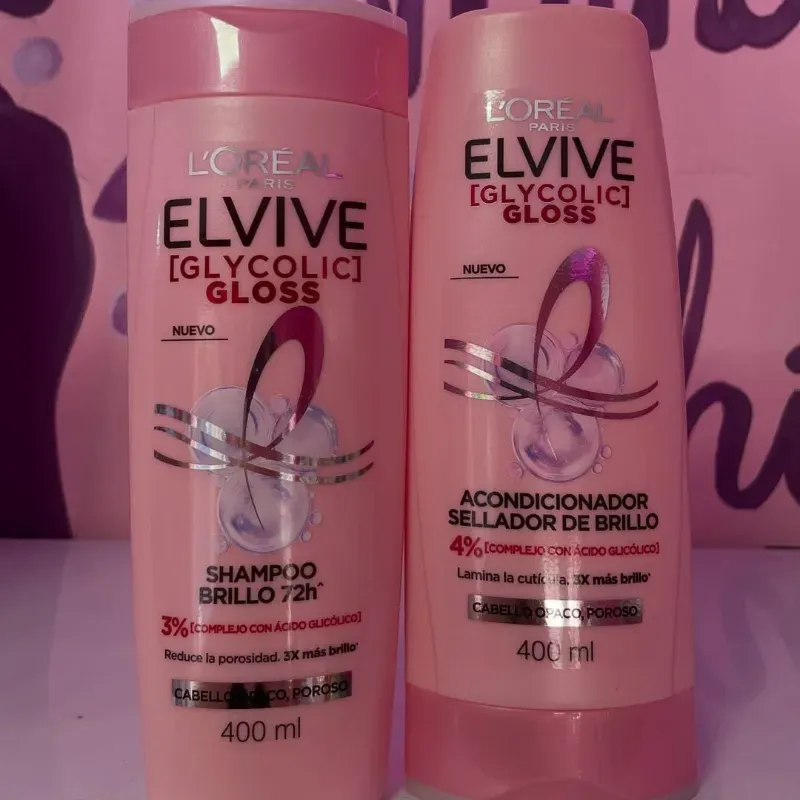 L'ORÉAL
PARIS
ELVIVE
[GLYCOLIC]
GLOSS
NUEVO
SHAMPOO
BRILLO 72h^
3% [COMPLEJO CON ÁCIDO GLICÓLICO]
Reduce la porosidad. 3X más brillo*
CABELLO OPACO, POROSO
400 ml
L'ORÉAL
PARIS
ELVIVE
[GLYCOLIC]
GLOSS
NUEVO
ACONDICIONADOR
SELLADOR DE BRILLO
4% [COMPLEJO CON ÁCIDO GLICÓLICO]
Lamina la cutícula. 3X más brillo*
CABELLO OPACO, POROSO
400 ml